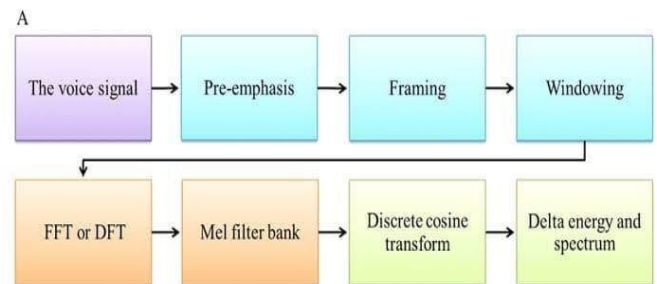 A
The voice signal
Pre-emphasis
Framing
Windowing
FFT or DFT
Mel filter bank
Discrete cosine
transform
Delta energy and
spectrum